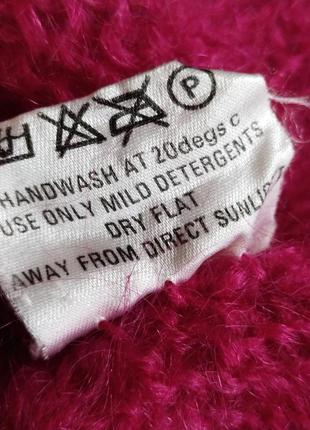 P
HANDWASH AT 20degs c
USE ONLY MILD DETERGENTS
DRY FLAT
AWAY FROM DIRECT